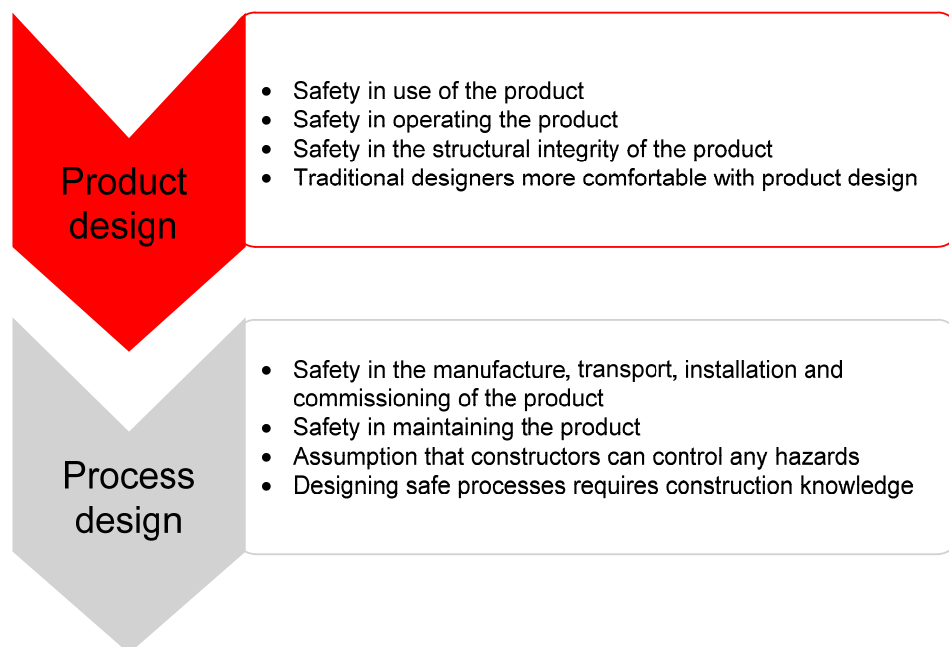 Product
design
• Safety in use of the product
• Safety in operating the product
• Safety in the structural integrity of the product
• Traditional designers more comfortable with product design
Process
design
• Safety in the manufacture, transport, installation and
commissioning of the product
• Safety in maintaining the product
• Assumption that constructors can control any hazards
• Designing safe processes requires construction knowledge